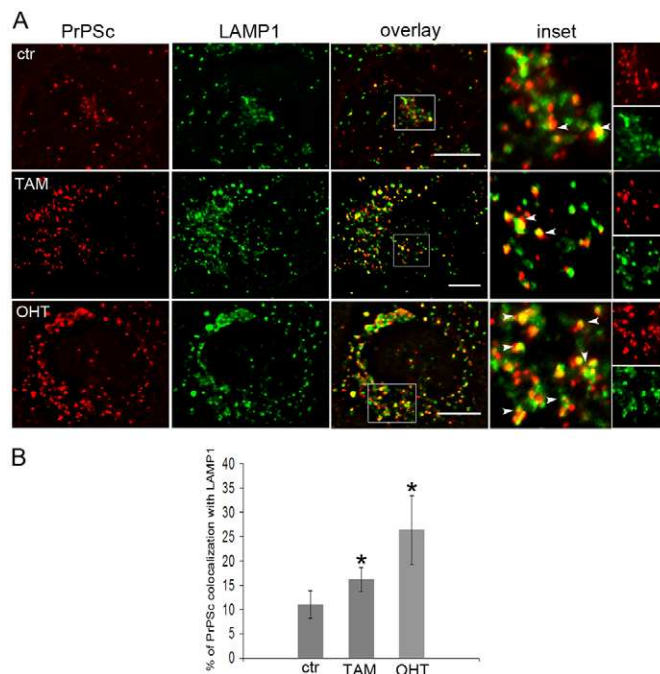 A
PrPSc LAMP1 overlay inset
ctr
TAM
OHT
B
% of PrPSc colocalization with LAMP1
40
35
30
25
20
15
10
5
0
* *
ctr TAM OHT